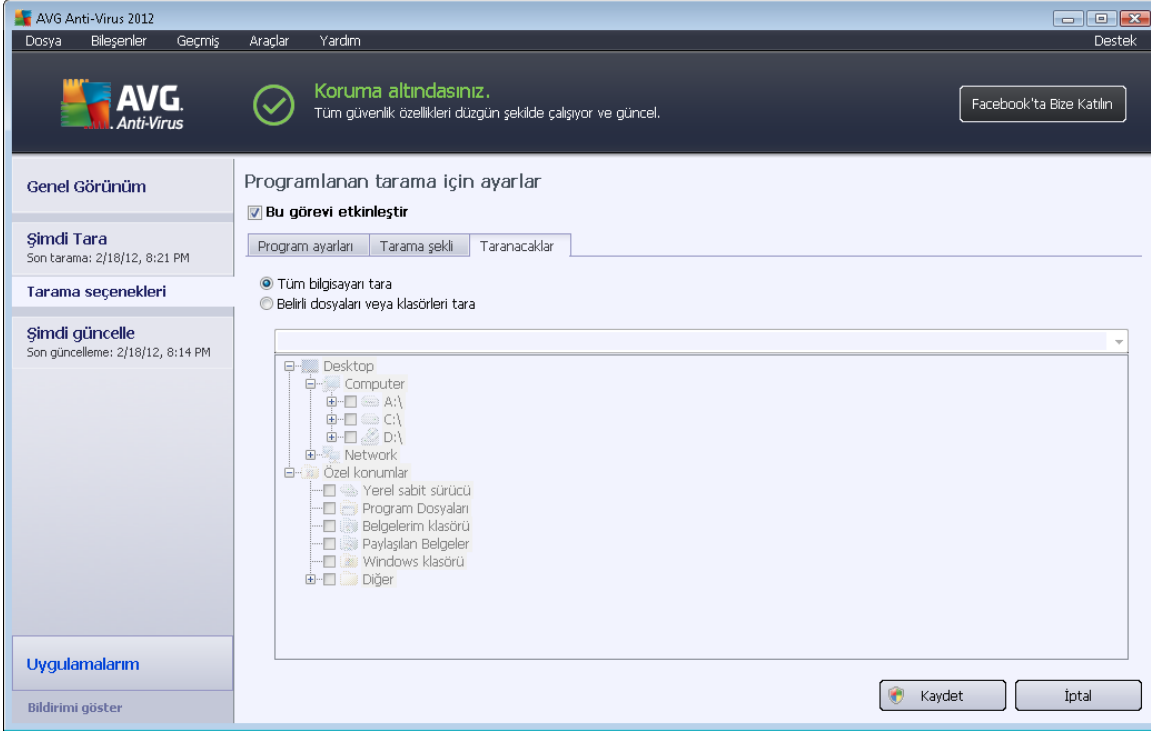 AVG Anti-Virus 2012
Dosya Bileşenler Geçmiş Araçlar Yardım Destek
AVG.
Anti-Virus
Koruma altındasınız.
Tüm güvenlik özellikleri düzgün şekilde çalışıyor ve güncel.
Facebook'ta Bize Katılın
Genel Görünüm
Şimdi Tara
Son tarama: 2/18/12, 8:21 PM
Tarama seçenekleri
Şimdi güncelle
Son güncelleme: 2/18/12, 8:14 PM
Uygulamalarım
Bildirimi göster
Programlanan tarama için ayarlar
Bu görevi etkinleştir
Program ayarları Tarama şekli Taranacaklar
Tüm bilgisayarı tara
Belirli dosyaları veya klasörleri tara
Desktop
Computer
A:\
C:\
D:\
Network
Özel konumlar
Yerel sabit sürücü
Program Dosyaları
Belgelerim klasörü
Paylaşılan Belgeler
Windows klasörü
Diğer
Kaydet İptal